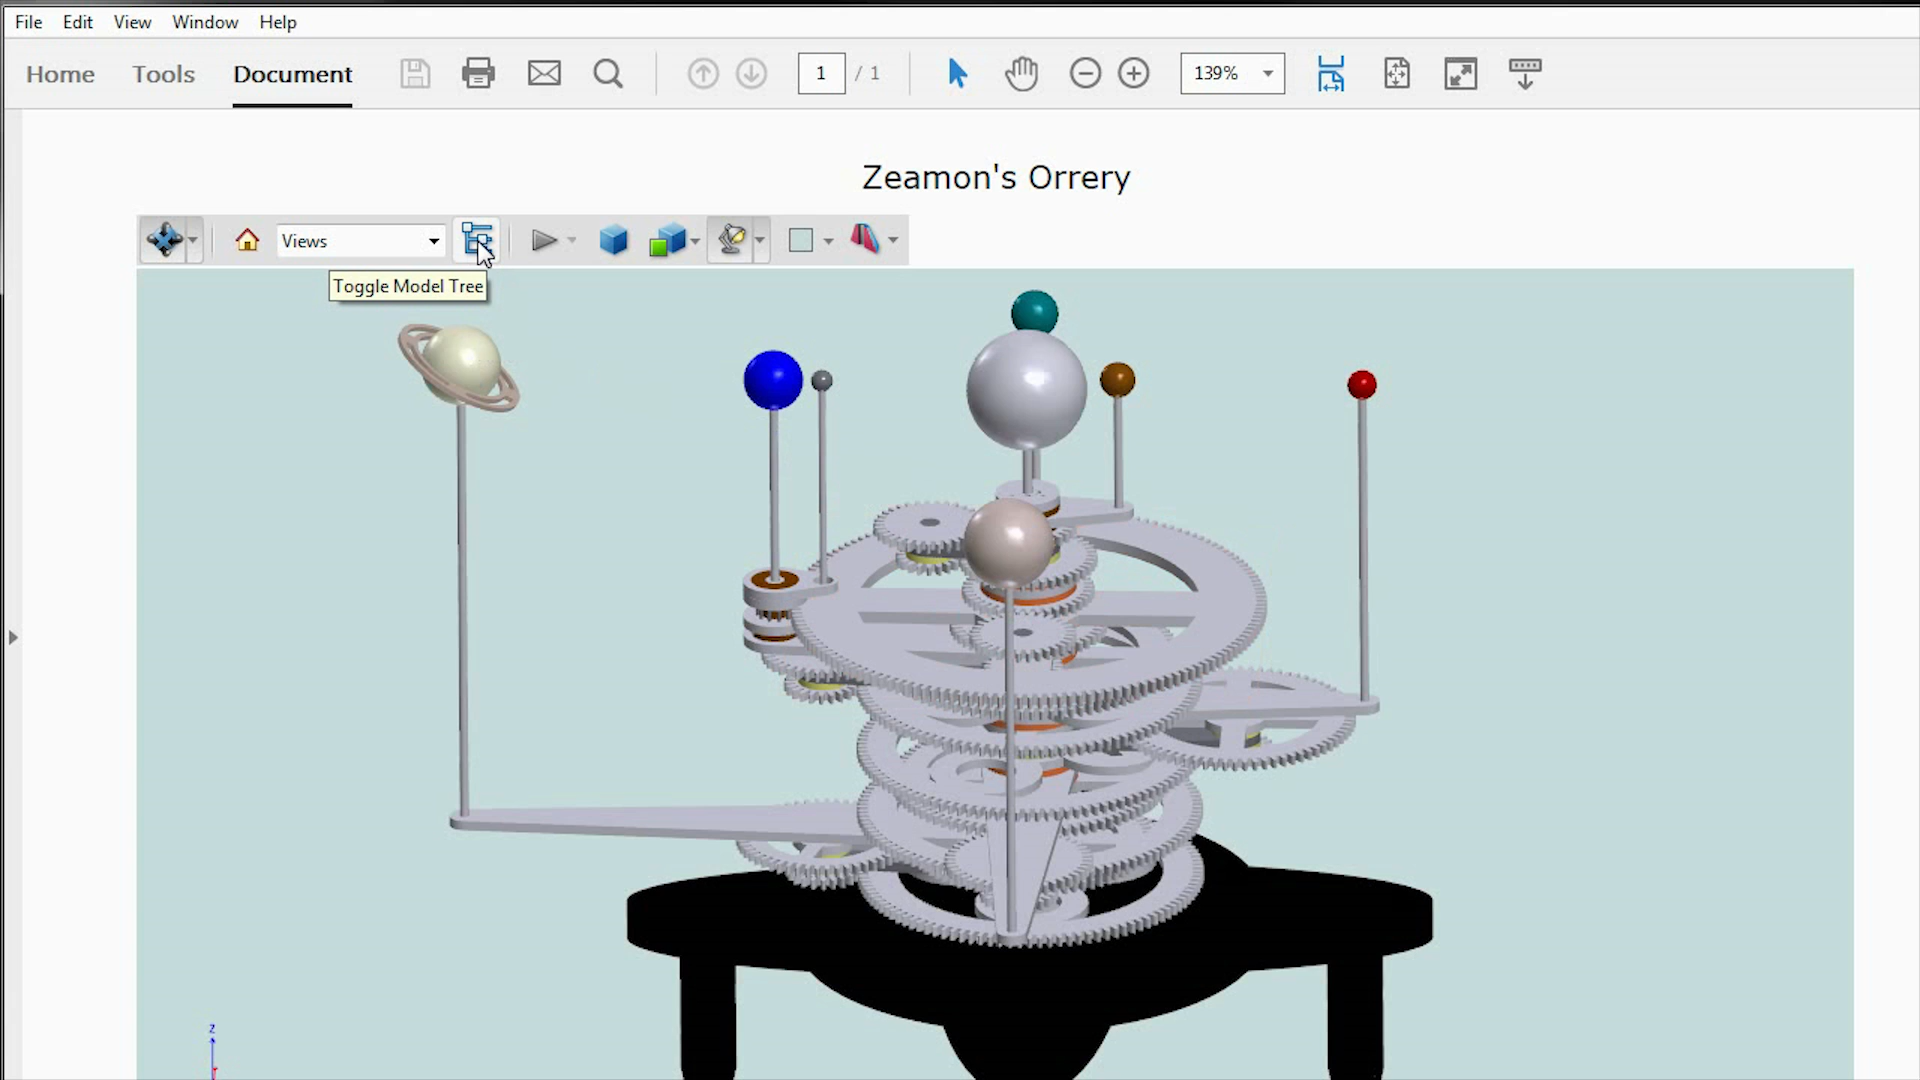 File Edit View Window Help
Home Tools Document 1 / 1 139%
Zeamon's Orrery
Views
Toggle Model Tree
z